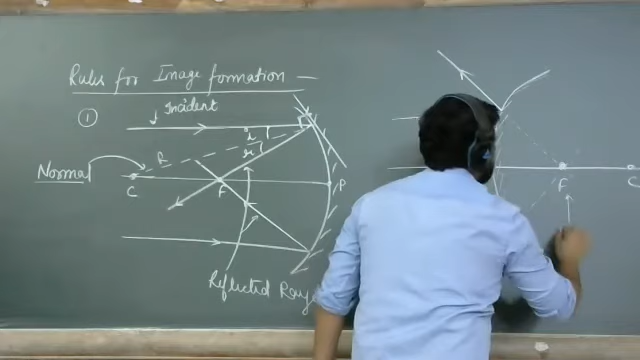 Rules for Image formation —
①
Incident
i
r
Normal
R
C
F
P
Reflected Ray
F
C